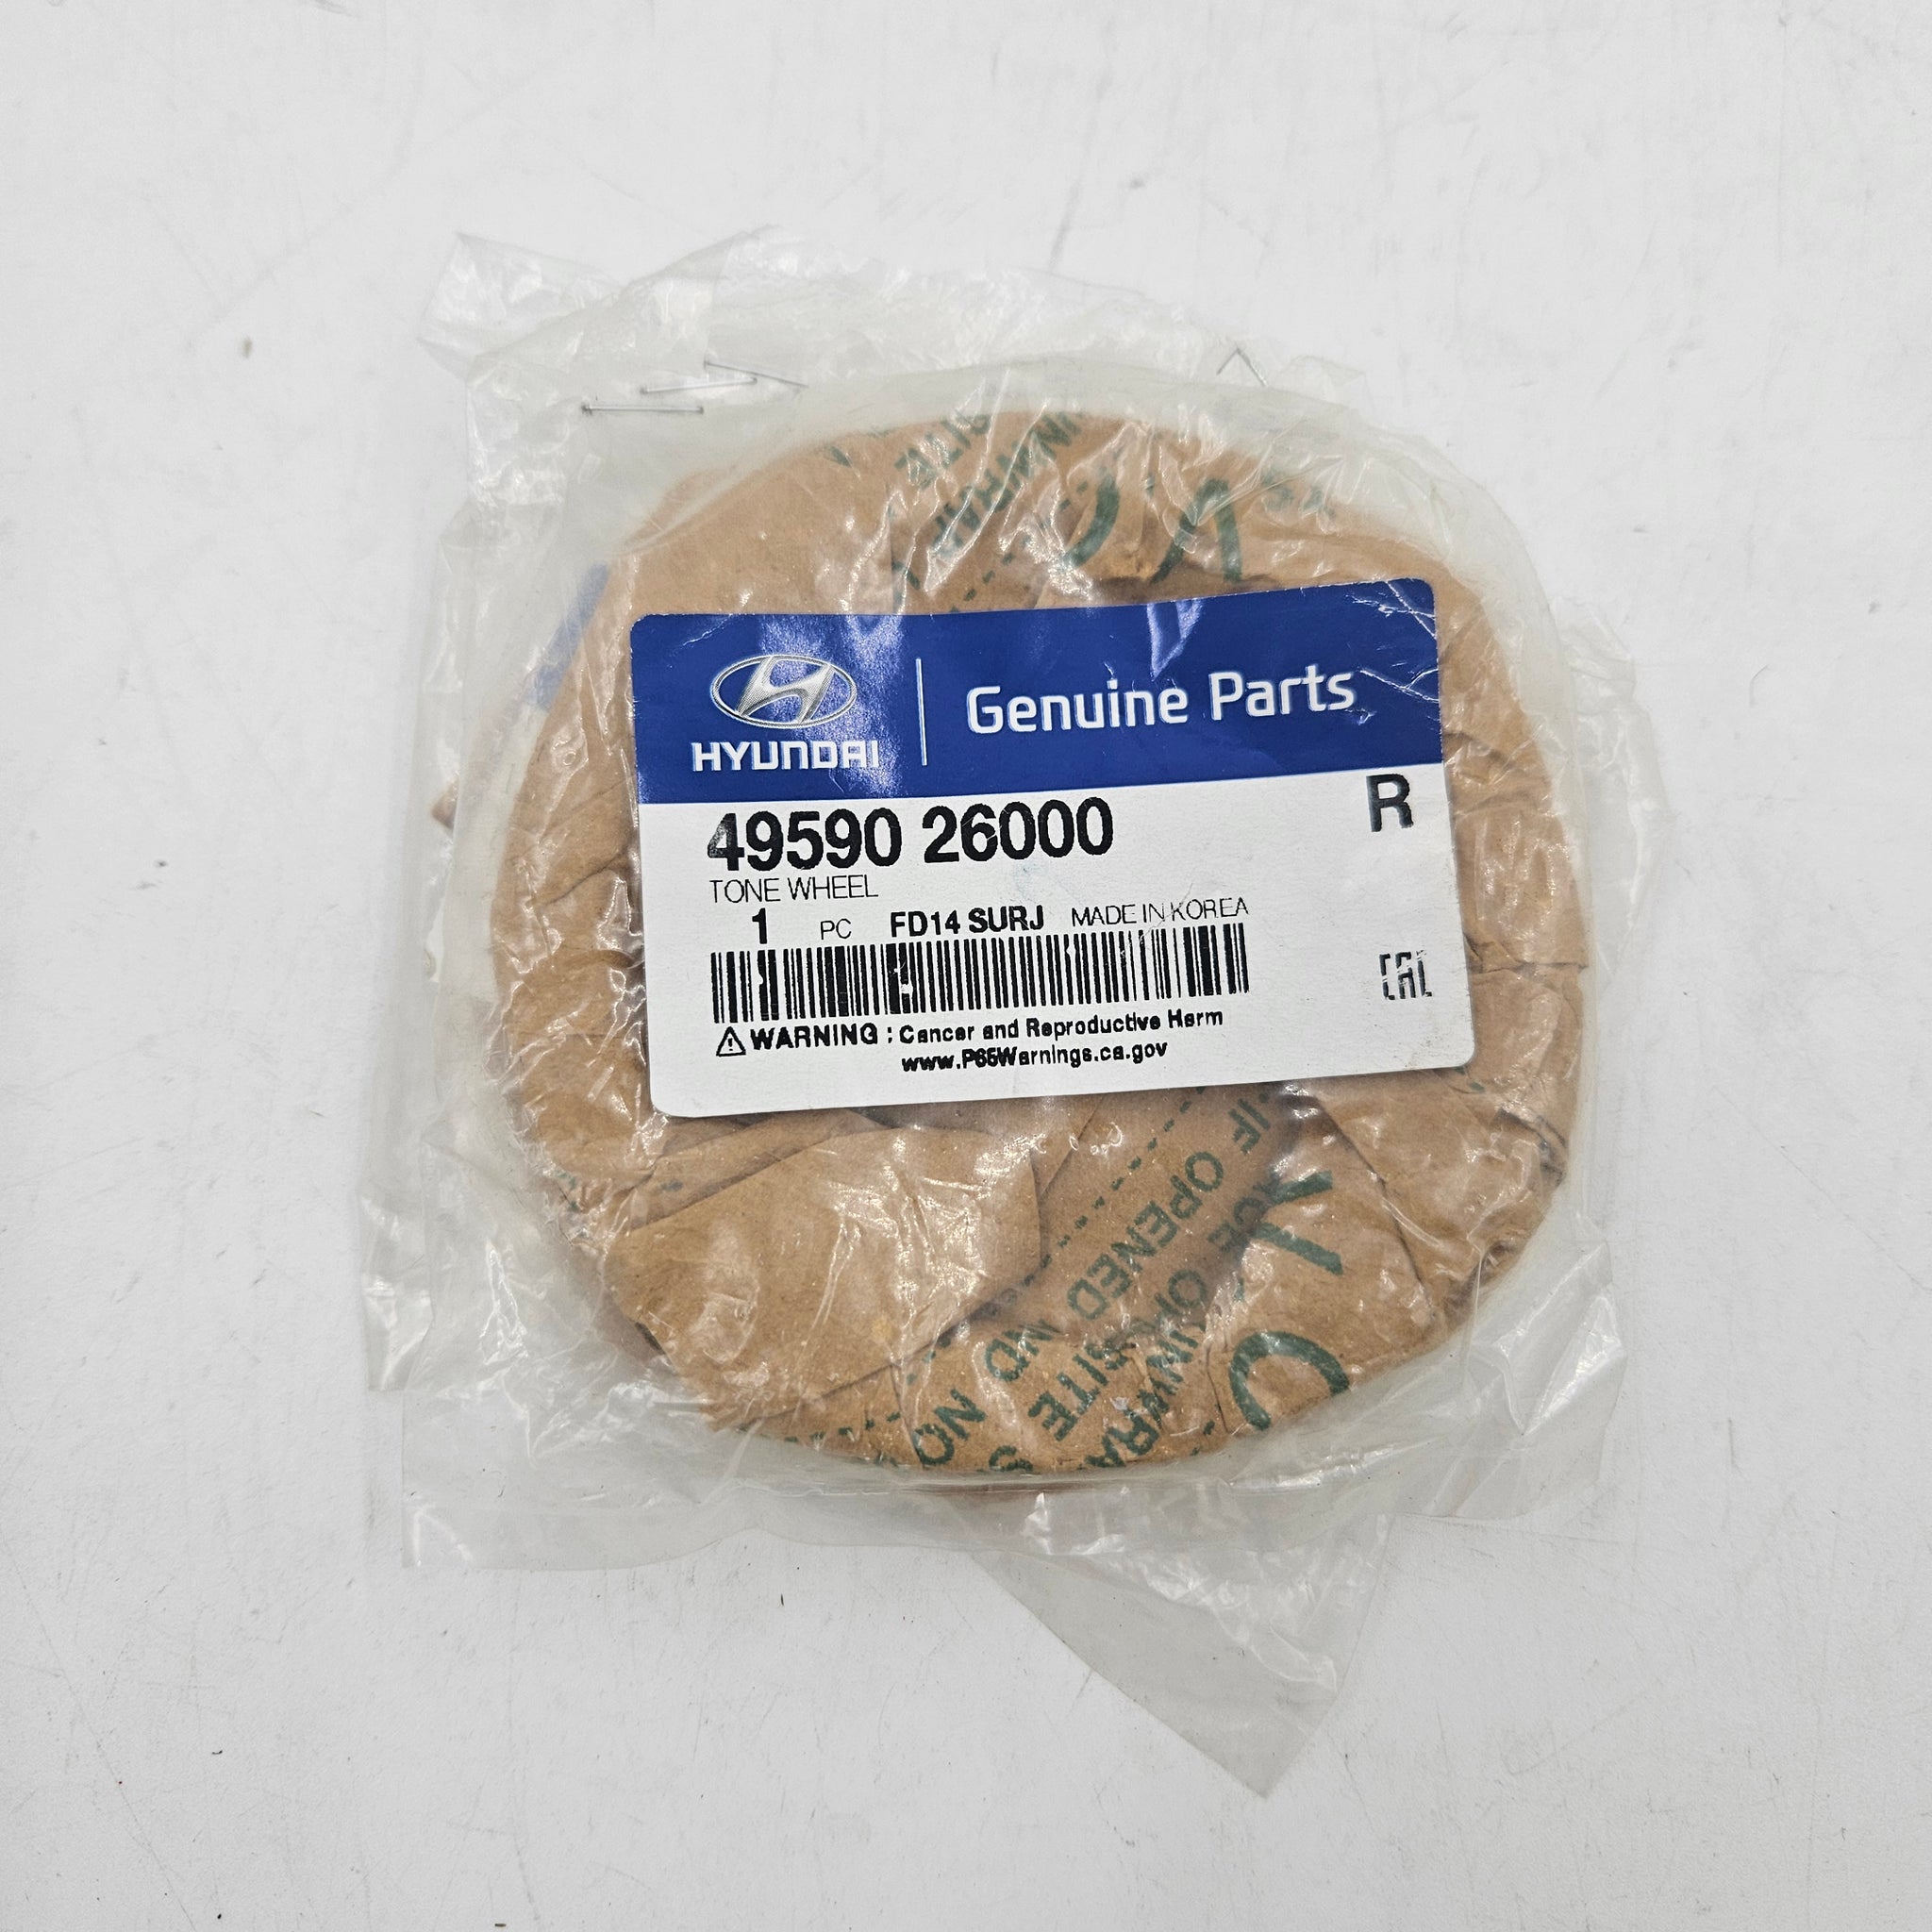 HYUNDAI
Genuine Parts
49590 26000
R
TONE WHEEL
1 PC FD14 SURJ MADE IN KOREA
EAC
WARNING : Cancer and Reproductive Harm
www.P65Warnings.ca.gov
IF OPENED